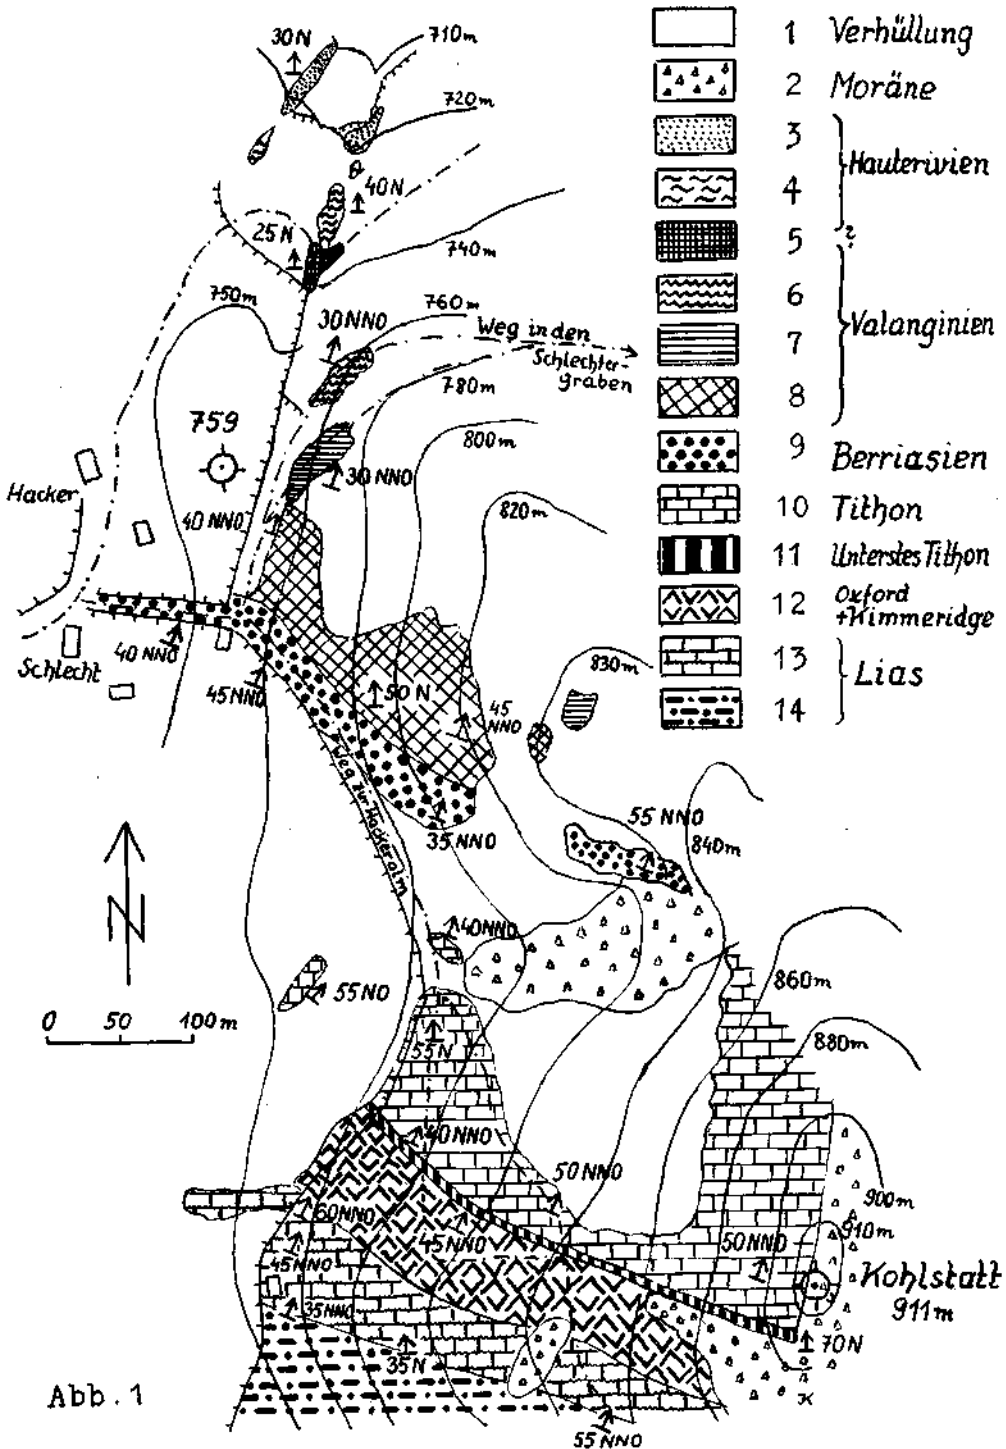 30N
710m
720m
40N
25N
740m
750m
760m
30NNO
Weg in den
Schlechter-
graben
780m
759
800m
30NNO
Hacker
820m
40NNO
Schlecht
40NNO
45NNO
50N
45
NNO
830m
Weg zur Hackeralm
35NNO
55NNO
840m
N
40NNO
55NO
860m
0 50 100m
55N
880m
40NNO
50NNO
60NNO
45NNO
900m
910m
50NNO
45NNO
Kohlstatt
911m
35NNO
35N
70N
K
55NNO
Abb. 1
1 Verhüllung
2 Moräne
3
Hauterivien
4
5 ?
6
Valanginien
7
8
9 Berriasien
10 Tithon
11 Unterstes Tithon
12 Oxford
+Kimmeridge
13
Lias
14